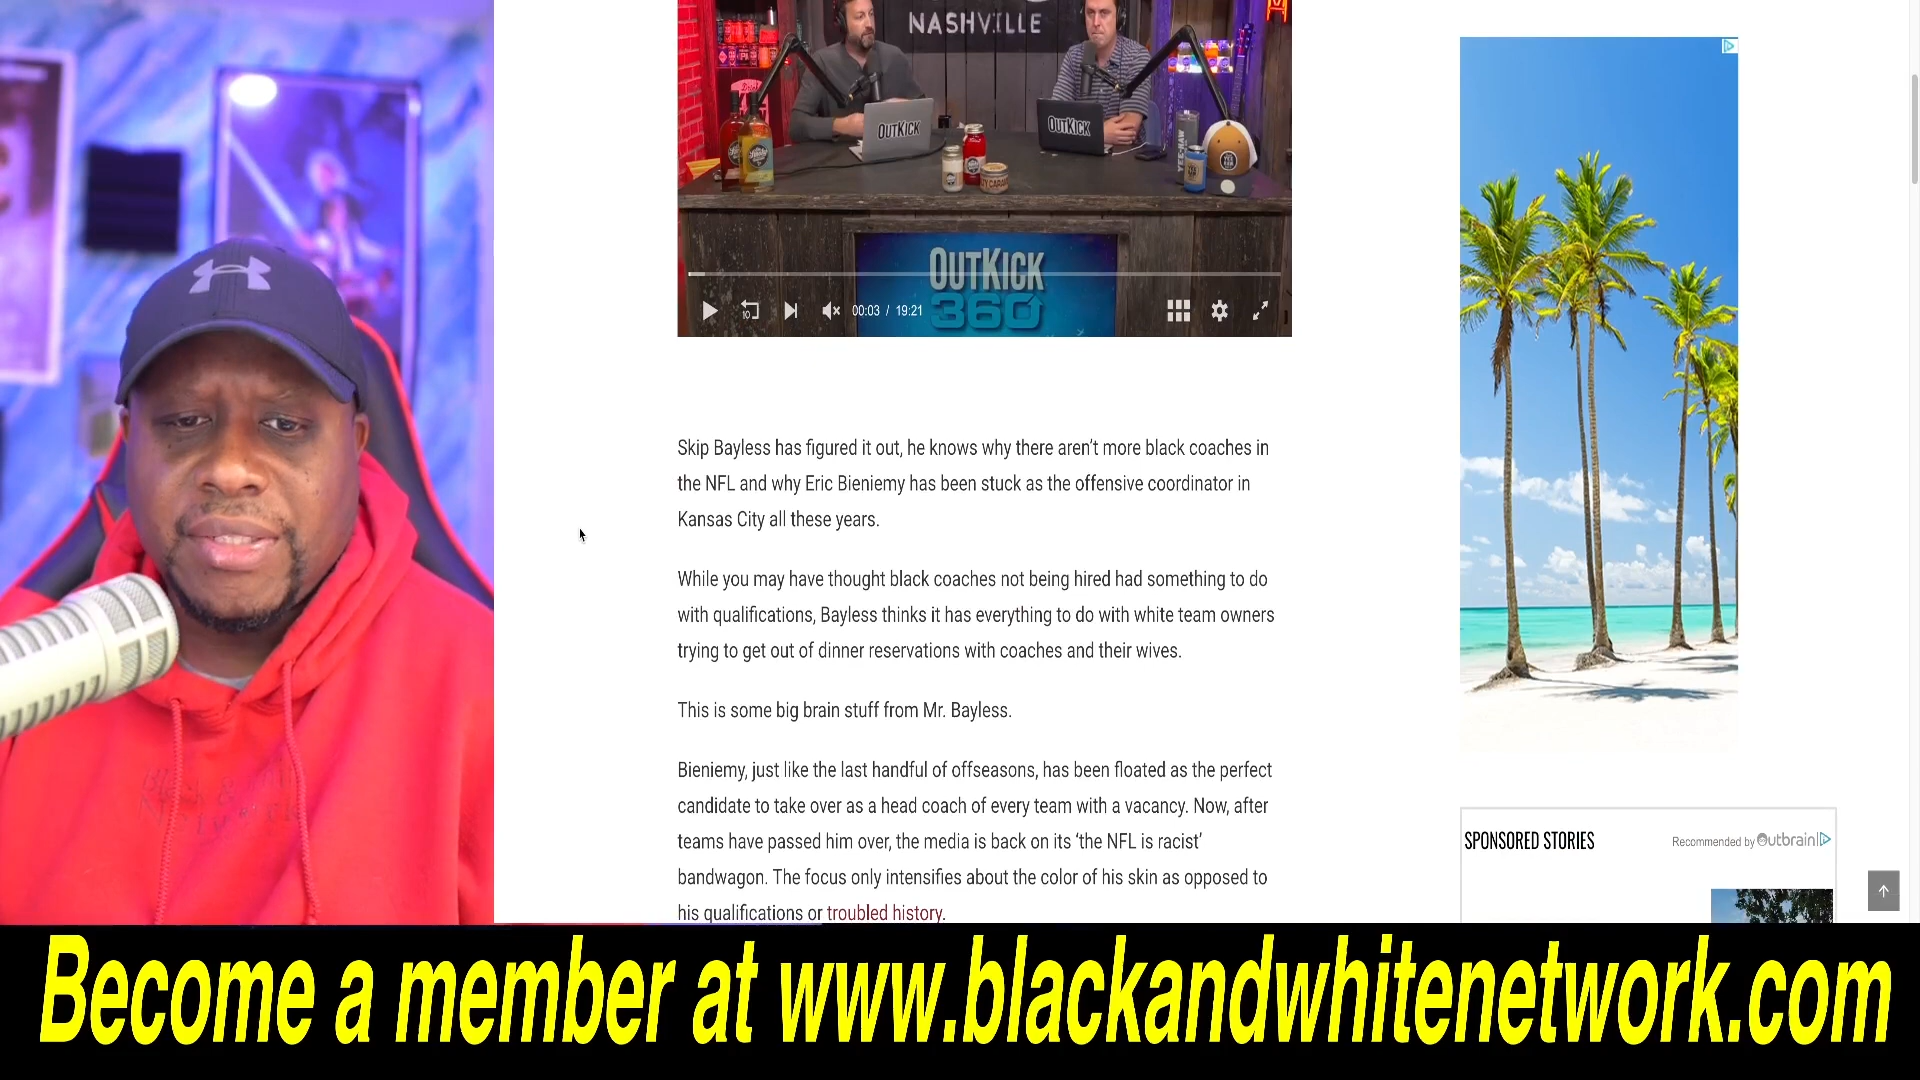 NASHVILLE
OUTKICK
OUTKICK
OUTKICK
360
10
00:03 / 19:21
Skip Bayless has figured it out, he knows why there aren’t more black coaches in
the NFL and why Eric Bieniemy has been stuck as the offensive coordinator in
Kansas City all these years.
While you may have thought black coaches not being hired had something to do
with qualifications, Bayless thinks it has everything to do with white team owners
trying to get out of dinner reservations with coaches and their wives.
This is some big brain stuff from Mr. Bayless.
Bieniemy, just like the last handful of offseasons, has been floated as the perfect
candidate to take over as a head coach of every team with a vacancy. Now, after
teams have passed him over, the media is back on its ‘the NFL is racist’
bandwagon. The focus only intensifies about the color of his skin as opposed to
his qualifications or troubled history.
SPONSORED STORIES
Recommended by Outbrain
Become a member at www.blackandwhitenetwork.com